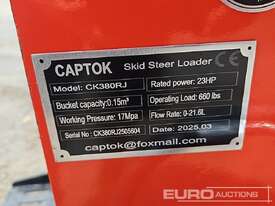 CAPTOK Skid Steer Loader CE
Model: CK380RJ Rated power: 23HP
Bucket capacity: 0.15m³ Operating Load: 660 lbs
Working Pressure: 17Mpa Flow Rate: 0-21.6L
Serial No : CK380RJ2505604 Date : 2025.03
captok@foxmail.com
EURO AUCTIONS